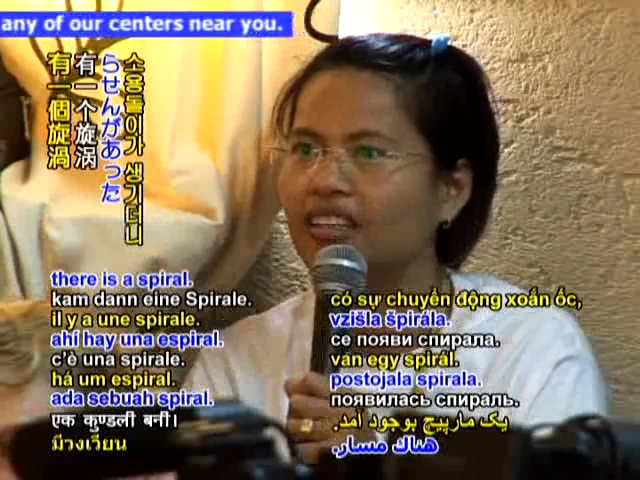 any of our centers near you.
有一個旋渦
有一个旋涡
らせんがあった
소용돌이가 생기더니
there is a spiral.
kam dann eine Spirale.
il y a une spirale.
ahí hay una espiral.
c'è una spirale.
há um espiral.
ada sebuah spiral.
एक कुण्डली बनीं।
มีวงเวียน
có sự chuyển động xoắn ốc,
vzišla špirála.
се появи спирала.
ván egy spirál.
postojala spirala.
появилась спираль.
یک مارپیچ بوجود آمد.
هناك مسار.